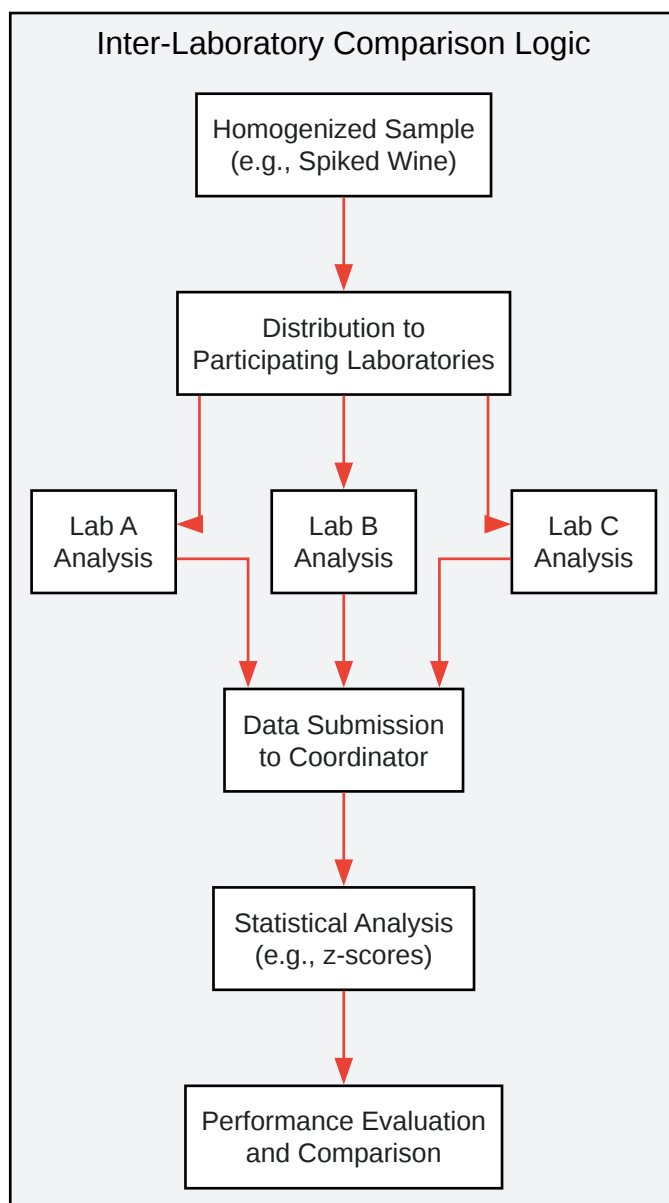 Inter-Laboratory Comparison Logic
Homogenized Sample
(e.g., Spiked Wine)
Distribution to
Participating Laboratories
Lab A
Analysis
Lab B
Analysis
Lab C
Analysis
Data Submission
to Coordinator
Statistical Analysis
(e.g., z-scores)
Performance Evaluation
and Comparison